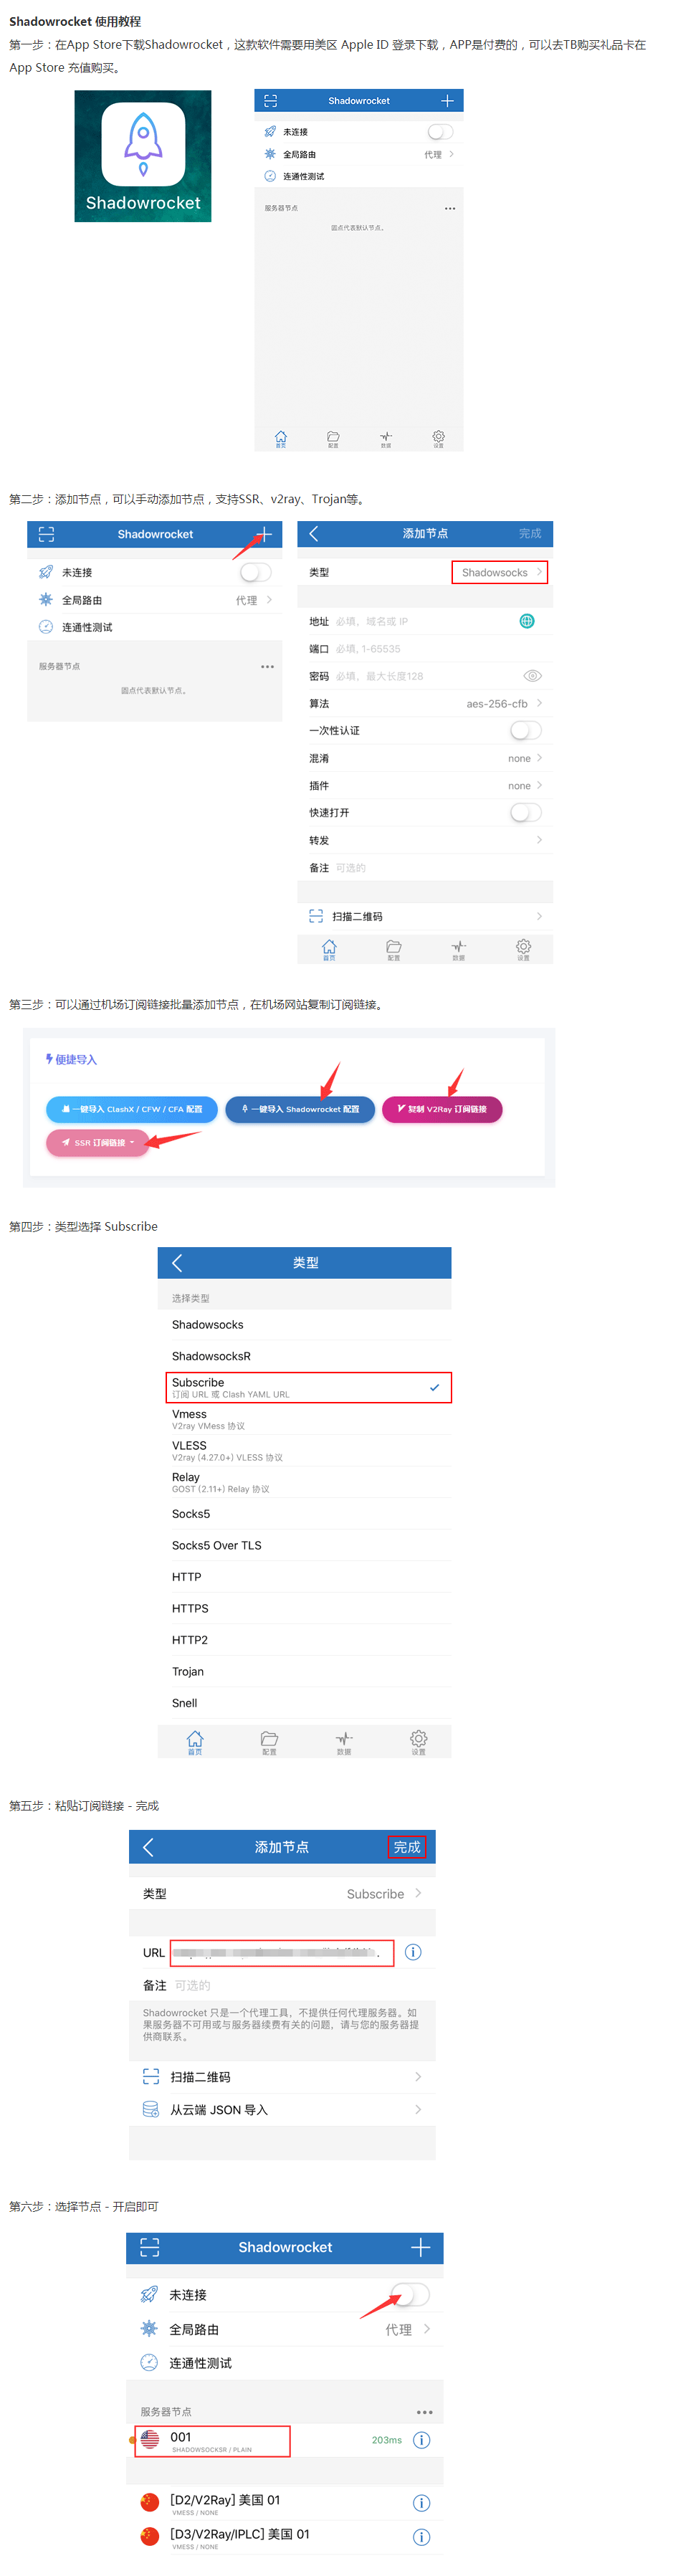 Shadowrocket 使用教程
第一步：在App Store下载Shadowrocket，这款软件需要用美区 Apple ID 登录下载，APP是付费的，可以去TB购买礼品卡在
App Store 充值购买。
Shadowrocket
Shadowrocket
未连接
全局路由 代理
连通性测试
服务器节点
圆点代表默认节点。
首页 配置 数据 设置
第二步：添加节点，可以手动添加节点，支持SSR、v2ray、Trojan等。
Shadowrocket
未连接
全局路由 代理
连通性测试
服务器节点
圆点代表默认节点。
添加节点 完成
类型 Shadowsocks
地址 必填，域名或 IP
端口 必填, 1-65535
密码 必填，最大长度128
算法 aes-256-cfb
一次性认证
混淆 none
插件 none
快速打开
转发
备注 可选的
扫描二维码
首页 配置 数据 设置
第三步：可以通过机场订阅链接批量添加节点，在机场网站复制订阅链接。
便捷导入
一键导入 ClashX / CFW / CFA 配置 一键导入 Shadowrocket 配置 复制 V2Ray 订阅链接
SSR 订阅链接
第四步：类型选择 Subscribe
类型
选择类型
Shadowsocks
ShadowsocksR
Subscribe
订阅 URL 或 Clash YAML URL
Vmess
V2ray VMess 协议
VLESS
V2ray (4.27.0+) VLESS 协议
Relay
GOST (2.11+) Relay 协议
Socks5
Socks5 Over TLS
HTTP
HTTPS
HTTP2
Trojan
Snell
首页 配置 数据 设置
第五步：粘贴订阅链接 - 完成
添加节点 完成
类型 Subscribe
URL
备注 可选的
Shadowrocket 只是一个代理工具，不提供任何代理服务器。如
果服务器不可用或与服务器续费有关的问题，请与您的服务器提
供商联系。
扫描二维码
从云端 JSON 导入
第六步：选择节点 - 开启即可
Shadowrocket
未连接
全局路由 代理
连通性测试
服务器节点
001 203ms
SHADOWSOCKSR / PLAIN
[D2/V2Ray] 美国 01
VMESS / NONE
[D3/V2Ray/IPLC] 美国 01
VMESS / NONE